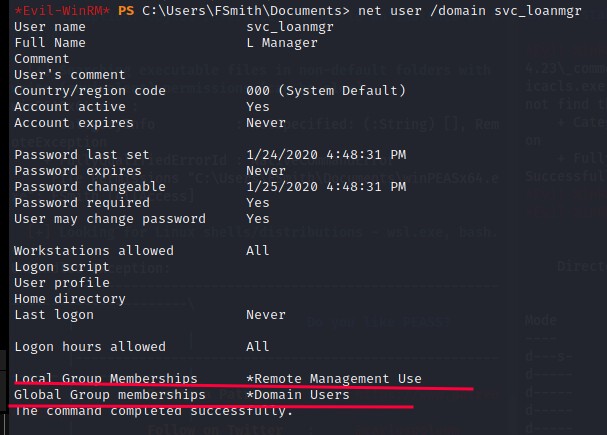 *Evil-WinRM* PS C:\Users\FSmith\Documents> net user /domain svc_loanmgr
User name svc_loanmgr
Full Name L Manager
Comment
User's comment
Country/region code 000 (System Default)
Account active Yes
Account expires Never
Password last set 1/24/2020 4:48:31 PM
Password expires Never
Password changeable 1/25/2020 4:48:31 PM
Password required Yes
User may change password Yes
Workstations allowed All
Logon script
User profile
Home directory
Last logon Never
Logon hours allowed All
Local Group Memberships *Remote Management Use
Global Group memberships *Domain Users
The command completed successfully.